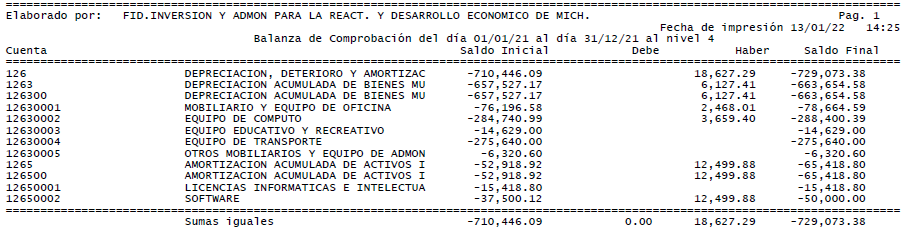 Elaborado por: FID.INVERSION Y ADMON PARA LA REACT. Y DESARROLLO ECONOMICO DE MICH. Pag. 1
Fecha de impresión 13/01/22 14:25
Balanza de Comprobación del día 01/01/21 al día 31/12/21 al nivel 4
Cuenta Saldo Inicial Debe Haber Saldo Final
126 DEPRECIACION, DETERIORO Y AMORTIZAC -710,446.09 18,627.29 -729,073.38
1263 DEPRECIACION ACUMULADA DE BIENES MU -657,527.17 6,127.41 -663,654.58
126300 DEPRECIACION ACUMULADA DE BIENES MU -657,527.17 6,127.41 -663,654.58
12630001 MOBILIARIO Y EQUIPO DE OFICINA -76,196.58 2,468.01 -78,664.59
12630002 EQUIPO DE COMPUTO -284,740.99 3,659.40 -288,400.39
12630003 EQUIPO EDUCATIVO Y RECREATIVO -14,629.00 -14,629.00
12630004 EQUIPO DE TRANSPORTE -275,640.00 -275,640.00
12630005 OTROS MOBILIARIOS Y EQUIPO DE ADMON -6,320.60 -6,320.60
1265 AMORTIZACION ACUMULADA DE ACTIVOS I -52,918.92 12,499.88 -65,418.80
126500 AMORTIZACION ACUMULADA DE ACTIVOS I -52,918.92 12,499.88 -65,418.80
12650001 LICENCIAS INFORMATICAS E INTELECTUA -15,418.80 -15,418.80
12650002 SOFTWARE -37,500.12 12,499.88 -50,000.00
Sumas iguales -710,446.09 0.00 18,627.29 -729,073.38